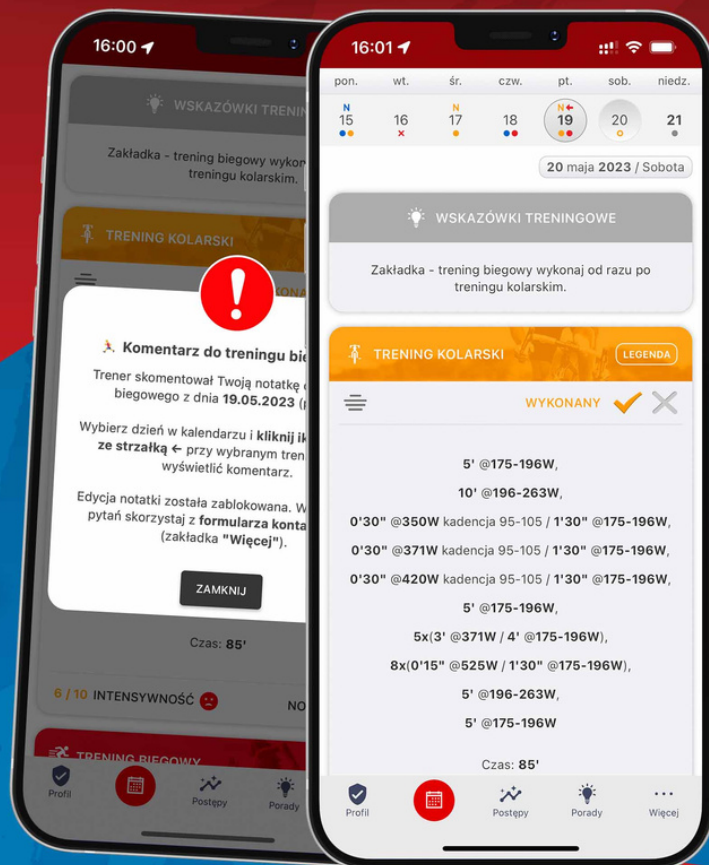 16:00
WSKAZÓWKI
Zakładka - trening biegowy
treningu kolarskim.
TRENING KOLARSKI
Komentarz do treningu
Trener skomentował Twoją notatkę
biegowego z dnia 19.05.2023
Wybierz dzień w kalendarzu i kliknij
ze strzałką ← przy wybranym
wyświetlić komentarz.
Edycja notatki została zablokowana. W
pytań skorzystaj z formularza
(zakładka "Więcej").
ZAMKNIJ
Czas: 85'
6 / 10 INTENSYWNOŚĆ
TRENING BIEGOWY
Profil
Postępy
Porady
16:01
pon. wt. śr. czw. pt. sob. niedz.
N N N←
15 16 17 18 19 20 21
20 maja 2023 / Sobota
WSKAZÓWKI TRENINGOWE
Zakładka - trening biegowy wykonaj od razu po
treningu kolarskim.
TRENING KOLARSKI LEGENDA
WYKONANY
5' @175-196W,
10' @196-263W,
0'30" @350W kadencja 95-105 / 1'30" @175-196W,
0'30" @371W kadencja 95-105 / 1'30" @175-196W,
0'30" @420W kadencja 95-105 / 1'30" @175-196W,
5' @175-196W,
5x(3' @371W / 4' @175-196W),
8x(0'15" @525W / 1'30" @175-196W),
5' @196-263W,
5' @175-196W
Czas: 85'
Profil Postępy Porady Więcej